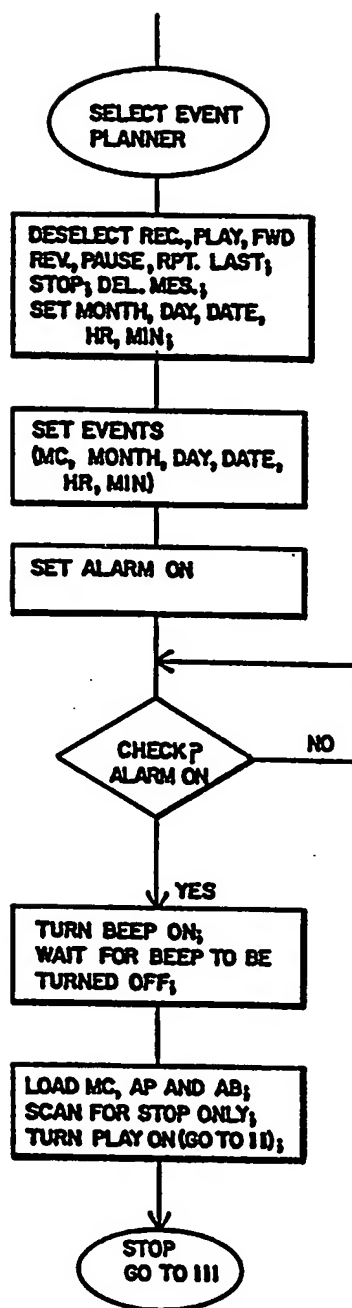 SELECT EVENT
PLANNER
DESELECT REC., PLAY, FWD
REV., PAUSE, RPT. LAST;
STOP; DEL. MES.;
SET MONTH, DAY, DATE,
HR, MIN;
SET EVENTS
(MC, MONTH, DAY, DATE,
HR, MIN)
SET ALARM ON
CHECK?
ALARM ON
NO
YES
TURN BEEP ON;
WAIT FOR BEEP TO BE
TURNED OFF;
LOAD MC, AP AND AB;
SCAN FOR STOP ONLY;
TURN PLAY ON (GO TO II);
STOP
GO TO III